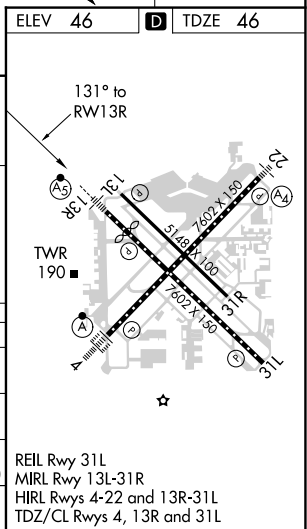 ELEV 46 D TDZE 46
131° to
RW13R
A5
13R
13L
P
7602 X 150
22
P
A4
P
5148 X 100
TWR
190
A
7602 X 150
31R
P
4
P
31L
REIL Rwy 31L
MIRL Rwy 13L-31R
HIRL Rwys 4-22 and 13R-31L
TDZ/CL Rwys 4, 13R and 31L